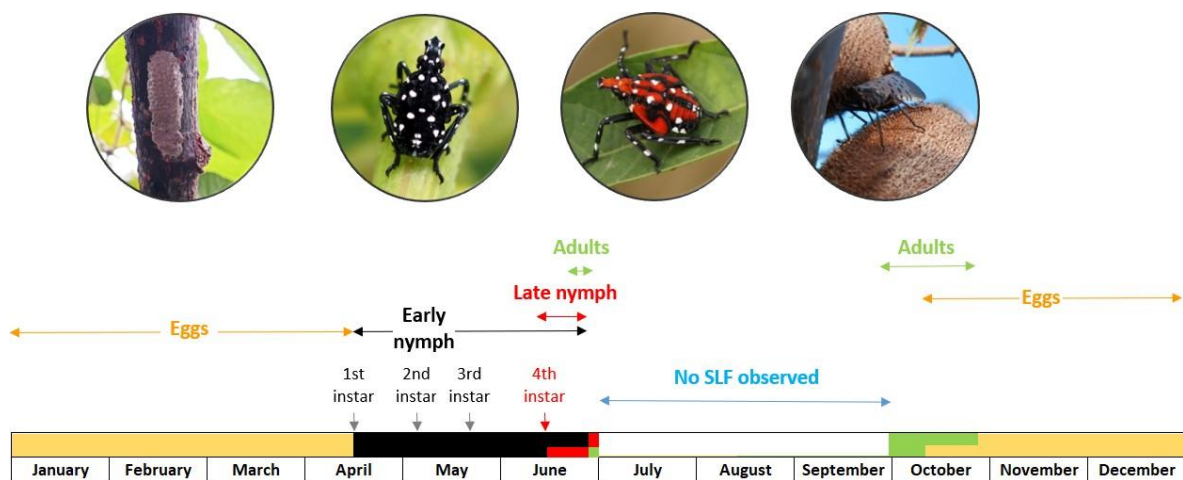 Adults
Adults
Late nymph
Eggs
Early
nymph
Eggs
1st
instar
2nd
instar
3rd
instar
4th
instar
No SLF observed
January February March April May June July August September October November December